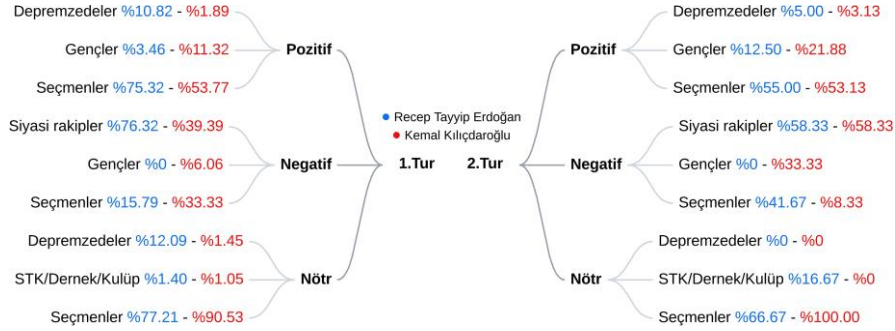 Depremzedeler %10.82 - %1.89
Gençler %3.46 - %11.32
Pozitif
Seçmenler %75.32 - %53.77
Siyasi rakipler %76.32 - %39.39
Gençler %0 - %6.06
Negatif
Seçmenler %15.79 - %33.33
Depremzedeler %12.09 - %1.45
STK/Dernek/Kulüp %1.40 - %1.05
Nötr
Seçmenler %77.21 - %90.53
Recep Tayyip Erdoğan
Kemal Kılıçdaroğlu
1.Tur
2.Tur
Depremzedeler %5.00 - %3.13
Pozitif
Gençler %12.50 - %21.88
Seçmenler %55.00 - %53.13
Siyasi rakipler %58.33 - %58.33
Negatif
Gençler %0 - %33.33
Seçmenler %41.67 - %8.33
Depremzedeler %0 - %0
Nötr
STK/Dernek/Kulüp %16.67 - %0
Seçmenler %66.67 - %100.00